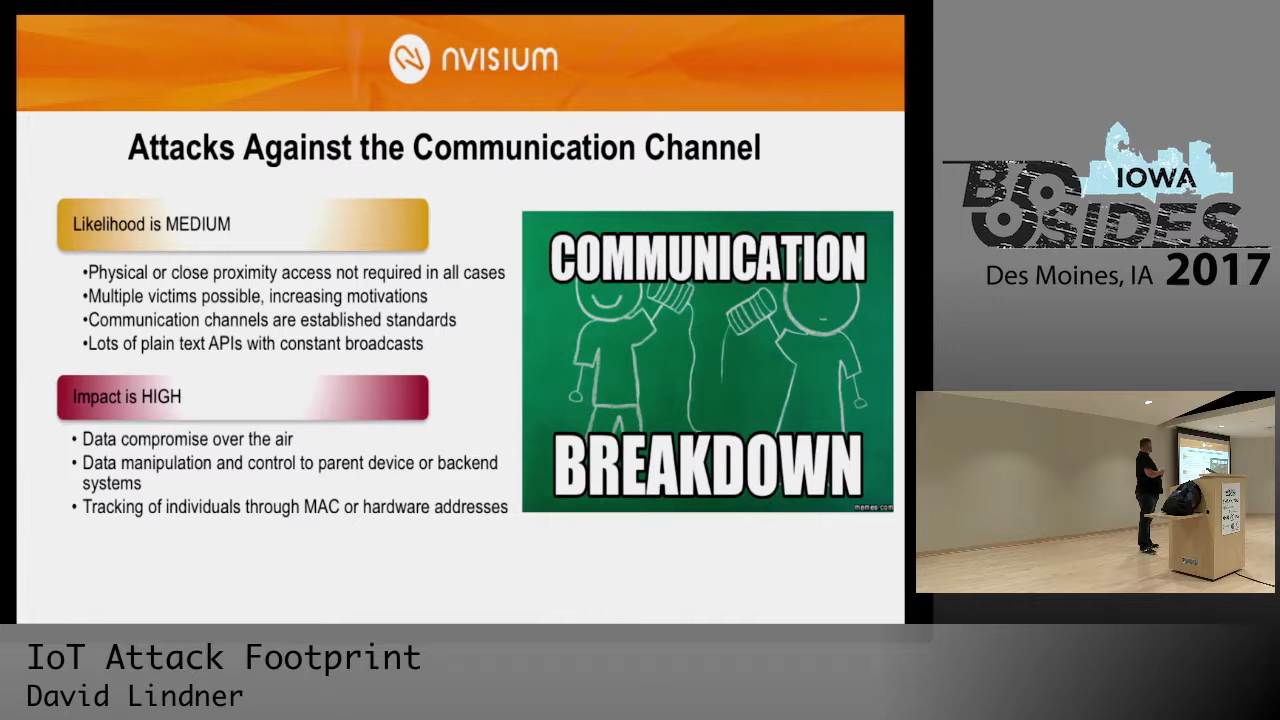 nVISIUM
Attacks Against the Communication Channel
Likelihood is MEDIUM
•Physical or close proximity access not required in all cases
•Multiple victims possible, increasing motivations
•Communication channels are established standards
•Lots of plain text APIs with constant broadcasts
Impact is HIGH
• Data compromise over the air
• Data manipulation and control to parent device or backend
systems
• Tracking of individuals through MAC or hardware addresses
COMMUNICATION
BREAKDOWN
memes.com
IOWA
BSIDES
Des Moines, IA 2017
IoT Attack Footprint
David Lindner